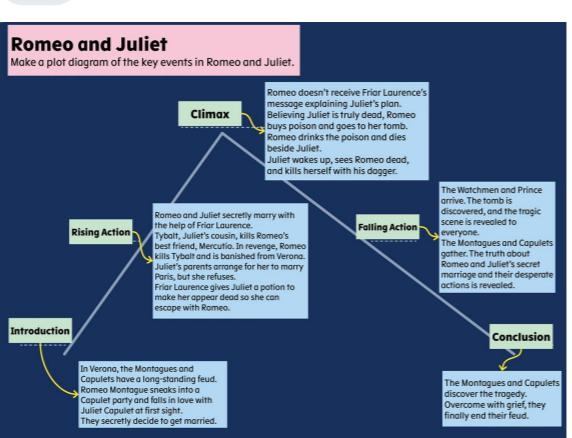 Romeo and Juliet
Make a plot diagram of the key events in Romeo and Juliet.
Climax
Romeo doesn't receive Friar Laurence's
message explaining Juliet's plan.
Believing Juliet is truly dead, Romeo
buys poison and goes to her tomb.
Romeo drinks the poison and dies
beside Juliet.
Juliet wakes up, sees Romeo dead,
and kills herself with his dagger.
Rising Action
Romeo and Juliet secretly marry with
the help of Friar Laurence.
Tybalt, Juliet's cousin, kills Romeo's
best friend, Mercutio. In revenge, Romeo
kills Tybalt and is banished from Verona.
Juliet's parents arrange for her to marry
Paris, but she refuses.
Friar Laurence gives Juliet a potion to
make her appear dead so she can
escape with Romeo.
Falling Action
The Watchmen and Prince
arrive. The tomb is
discovered, and the tragic
scene is revealed to
everyone.
The Montagues and Capulets
gather. The truth about
Romeo and Juliet's secret
marriage and their desperate
actions is revealed.
Introduction
In Verona, the Montagues and
Capulets have a long-standing feud.
Romeo Montague sneaks into a
Capulet party and falls in love with
Juliet Capulet at first sight.
They secretly decide to get married.
Conclusion
The Montagues and Capulets
discover the tragedy.
Overcome with grief, they
finally end their feud.